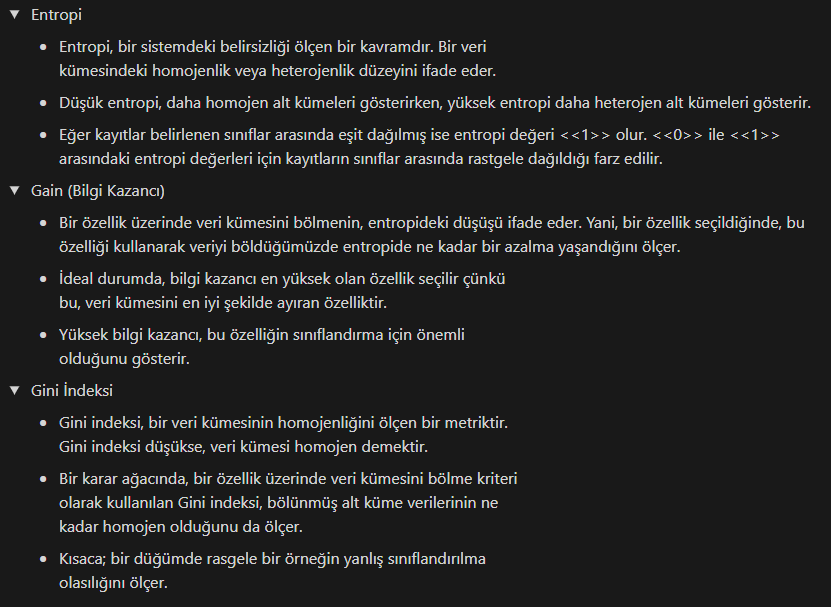 ▼ Entropi
• Entropi, bir sistemdeki belirsizliği ölçen bir kavramdır. Bir veri
kümesindeki homojenlik veya heterojenlik düzeyini ifade eder.
• Düşük entropi, daha homojen alt kümeleri gösterirken, yüksek entropi daha heterojen alt kümeleri gösterir.
• Eğer kayıtlar belirlenen sınıflar arasında eşit dağılmış ise entropi değeri <<1>> olur. <<0>> ile <<1>>
arasındaki entropi değerleri için kayıtların sınıflar arasında rastgele dağıldığı farz edilir.
▼ Gain (Bilgi Kazancı)
• Bir özellik üzerinde veri kümesini bölmenin, entropideki düşüşü ifade eder. Yani, bir özellik seçildiğinde, bu
özelliği kullanarak veriyi böldüğümüzde entropide ne kadar bir azalma yaşandığını ölçer.
• İdeal durumda, bilgi kazancı en yüksek olan özellik seçilir çünkü
bu, veri kümesini en iyi şekilde ayıran özelliktir.
• Yüksek bilgi kazancı, bu özelliğin sınıflandırma için önemli
olduğunu gösterir.
▼ Gini İndeksi
• Gini indeksi, bir veri kümesinin homojenliğini ölçen bir metriktir.
Gini indeksi düşükse, veri kümesi homojen demektir.
• Bir karar ağacında, bir özellik üzerinde veri kümesini bölme kriteri
olarak kullanılan Gini indeksi, bölünmüş alt küme verilerinin ne
kadar homojen olduğunu da ölçer.
• Kısaca; bir düğümde rasgele bir örneğin yanlış sınıflandırılma
olasılığını ölçer.